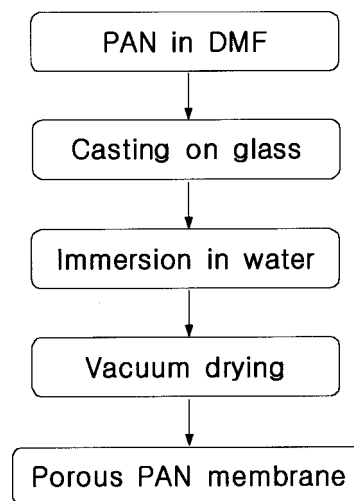 PAN in DMF
Casting on glass
Immersion in water
Vacuum drying
Porous PAN membrane